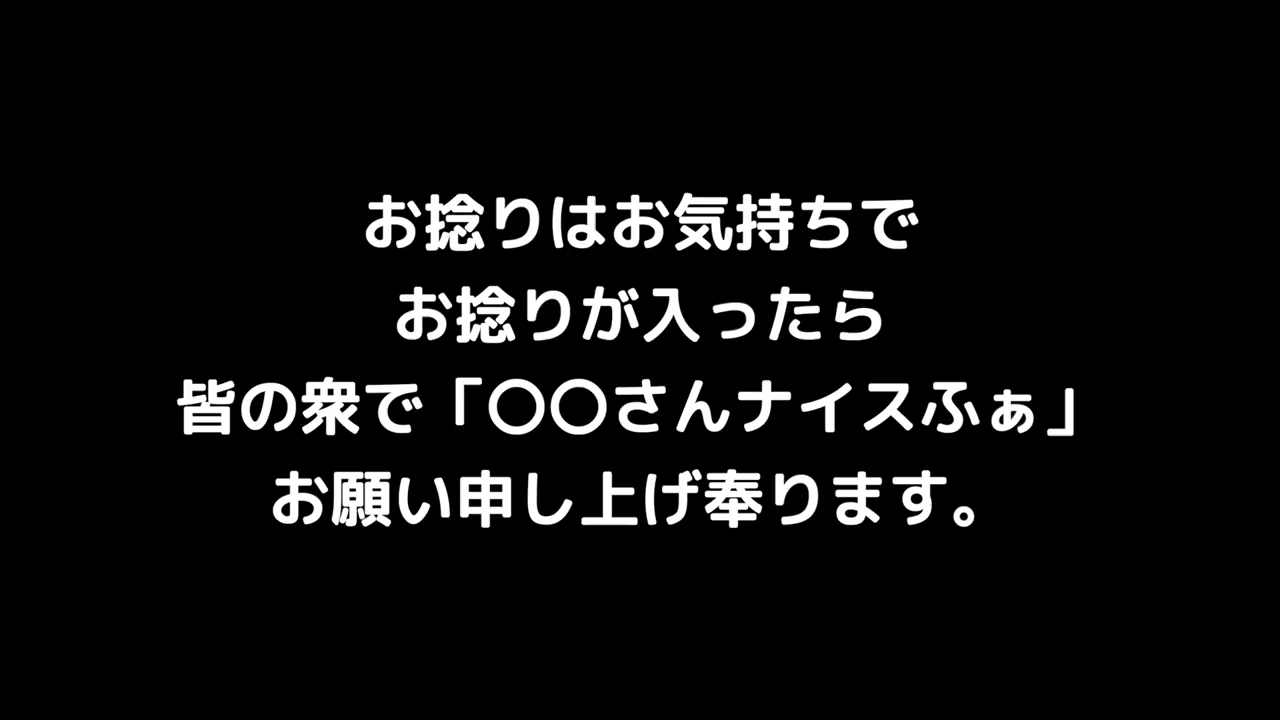 お捻りはお気持ちで
お捻りが入ったら
皆の衆で「〇〇さんナイスふぁ」
お願い申し上げ奉ります。